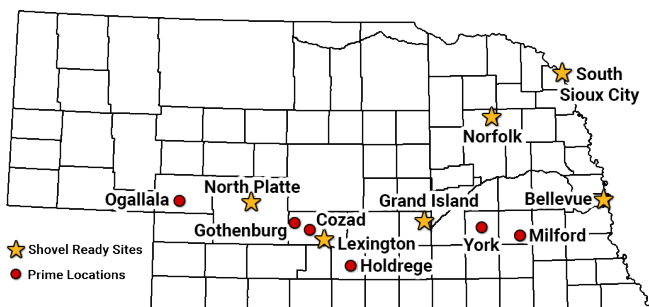 South
Sioux City
Norfolk
North Platte
Ogallala
Grand Island
Bellevue
Cozad
Gothenburg
Lexington
York
Milford
Holdrege
Shovel Ready Sites
Prime Locations